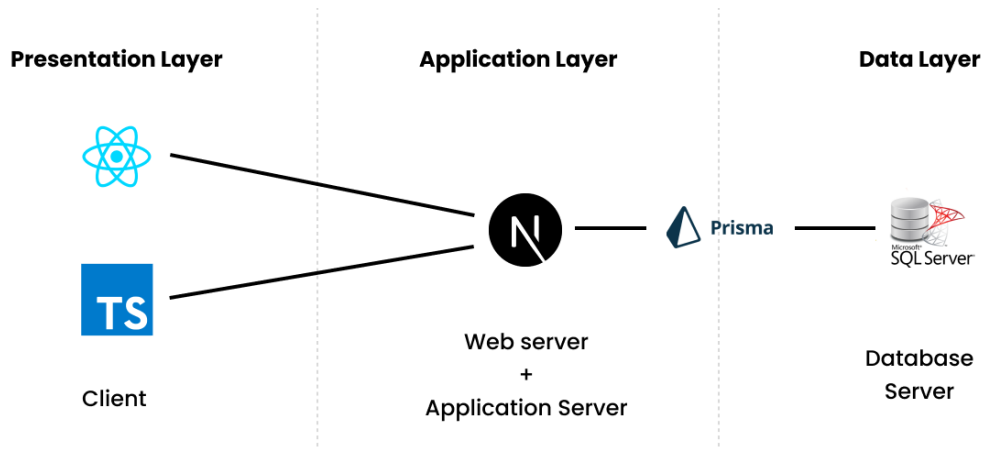 Presentation Layer
Application Layer
Data Layer
TS
N
Prisma
Microsoft
SQL Server
Client
Web server
+
Application Server
Database
Server